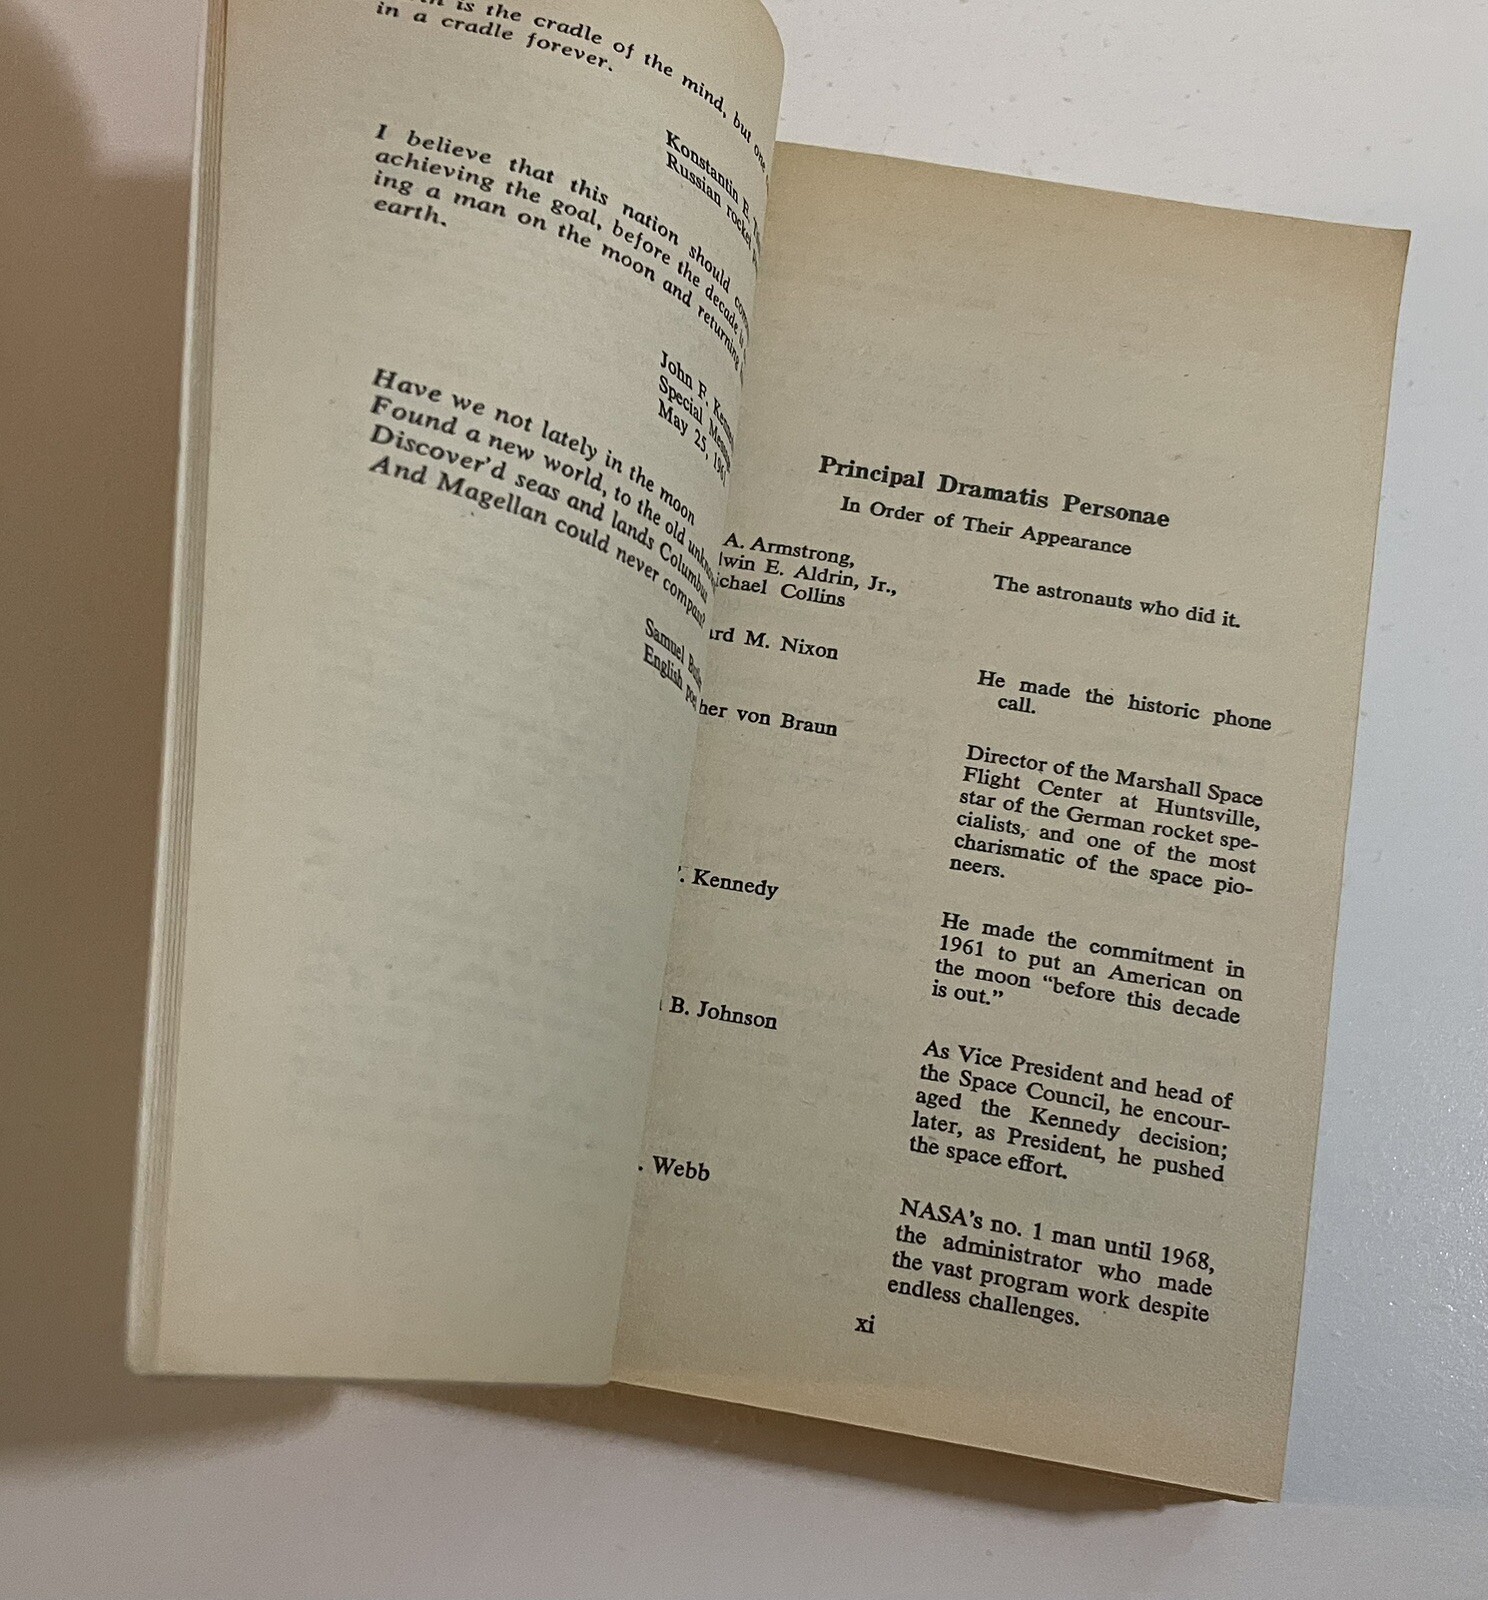 is the cradle of the mind, but one
in a cradle forever.
Konstantin E.
Russian rocket
I believe that this nation should
achieving the goal, before the decade is
ing a man on the moon and returning
earth.
John F.
Special
May 25, 1961
Have we not lately in the moon
Found a new world, to the old
Discover'd seas and lands Columbus
And Magellan could never compass?
Samuel
English
Principal Dramatis Personae
In Order of Their Appearance
A. Armstrong,
E. Aldrin, Jr.,
Collins
The astronauts who did it.
M. Nixon
He made the historic phone
call.
von Braun
Director of the Marshall Space
Flight Center at Huntsville,
star of the German rocket spe-
cialists, and one of the most
charismatic of the space pio-
neers.
Kennedy
He made the commitment in
1961 to put an American on
the moon “before this decade
is out.”
B. Johnson
As Vice President and head of
the Space Council, he encour-
aged the Kennedy decision;
later, as President, he pushed
the space effort.
Webb
NASA's no. 1 man until 1968,
the administrator who made
the vast program work despite
endless challenges.
xi